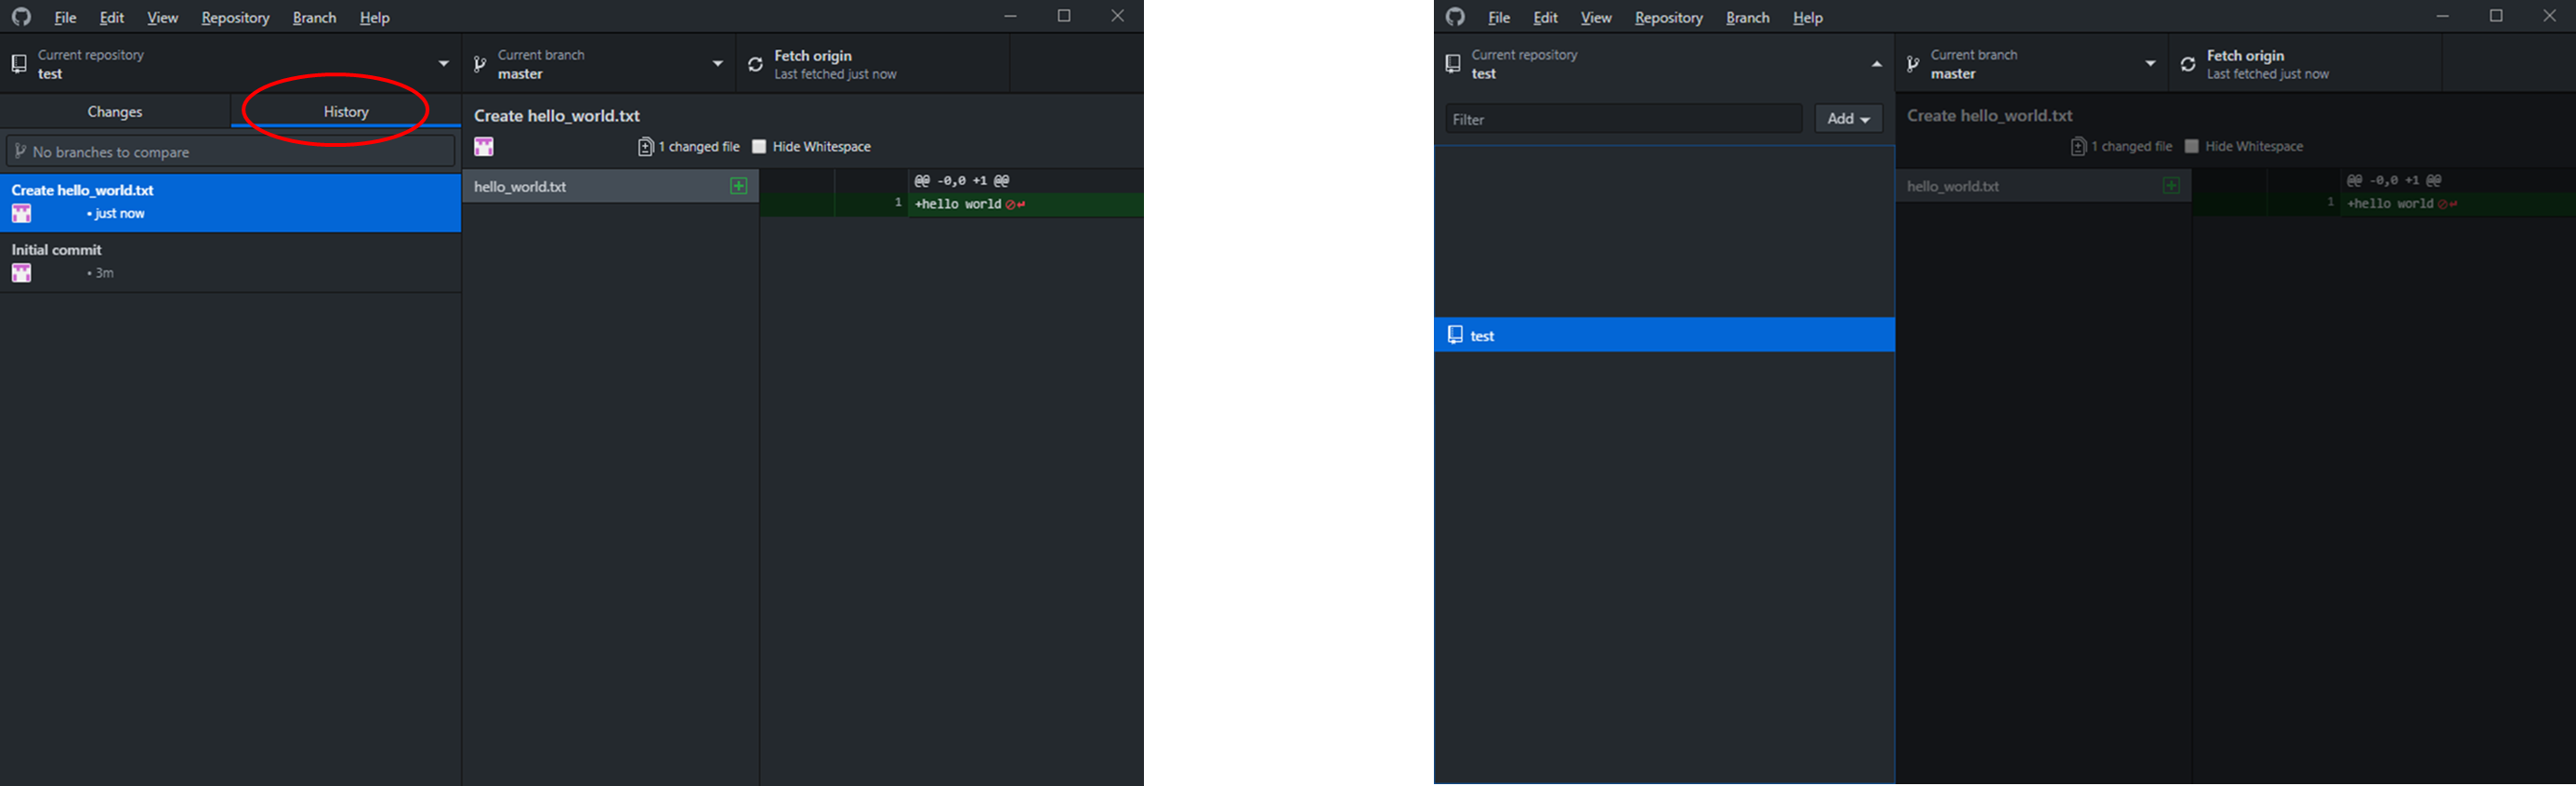 File Edit View Repository Branch Help
Current repository
test
Current branch
master
Fetch origin
Last fetched just now
Changes
History
No branches to compare
Create hello_world.txt
• just now
Initial commit
• 3m
Create hello_world.txt
1 changed file
Hide Whitespace
hello_world.txt
@@ -0,0 +1 @@
1 +hello world
File Edit View Repository Branch Help
Current repository
test
Current branch
master
Fetch origin
Last fetched just now
Filter
Add
test
Create hello_world.txt
1 changed file
Hide Whitespace
hello_world.txt
@@ -0,0 +1 @@
1 +hello world